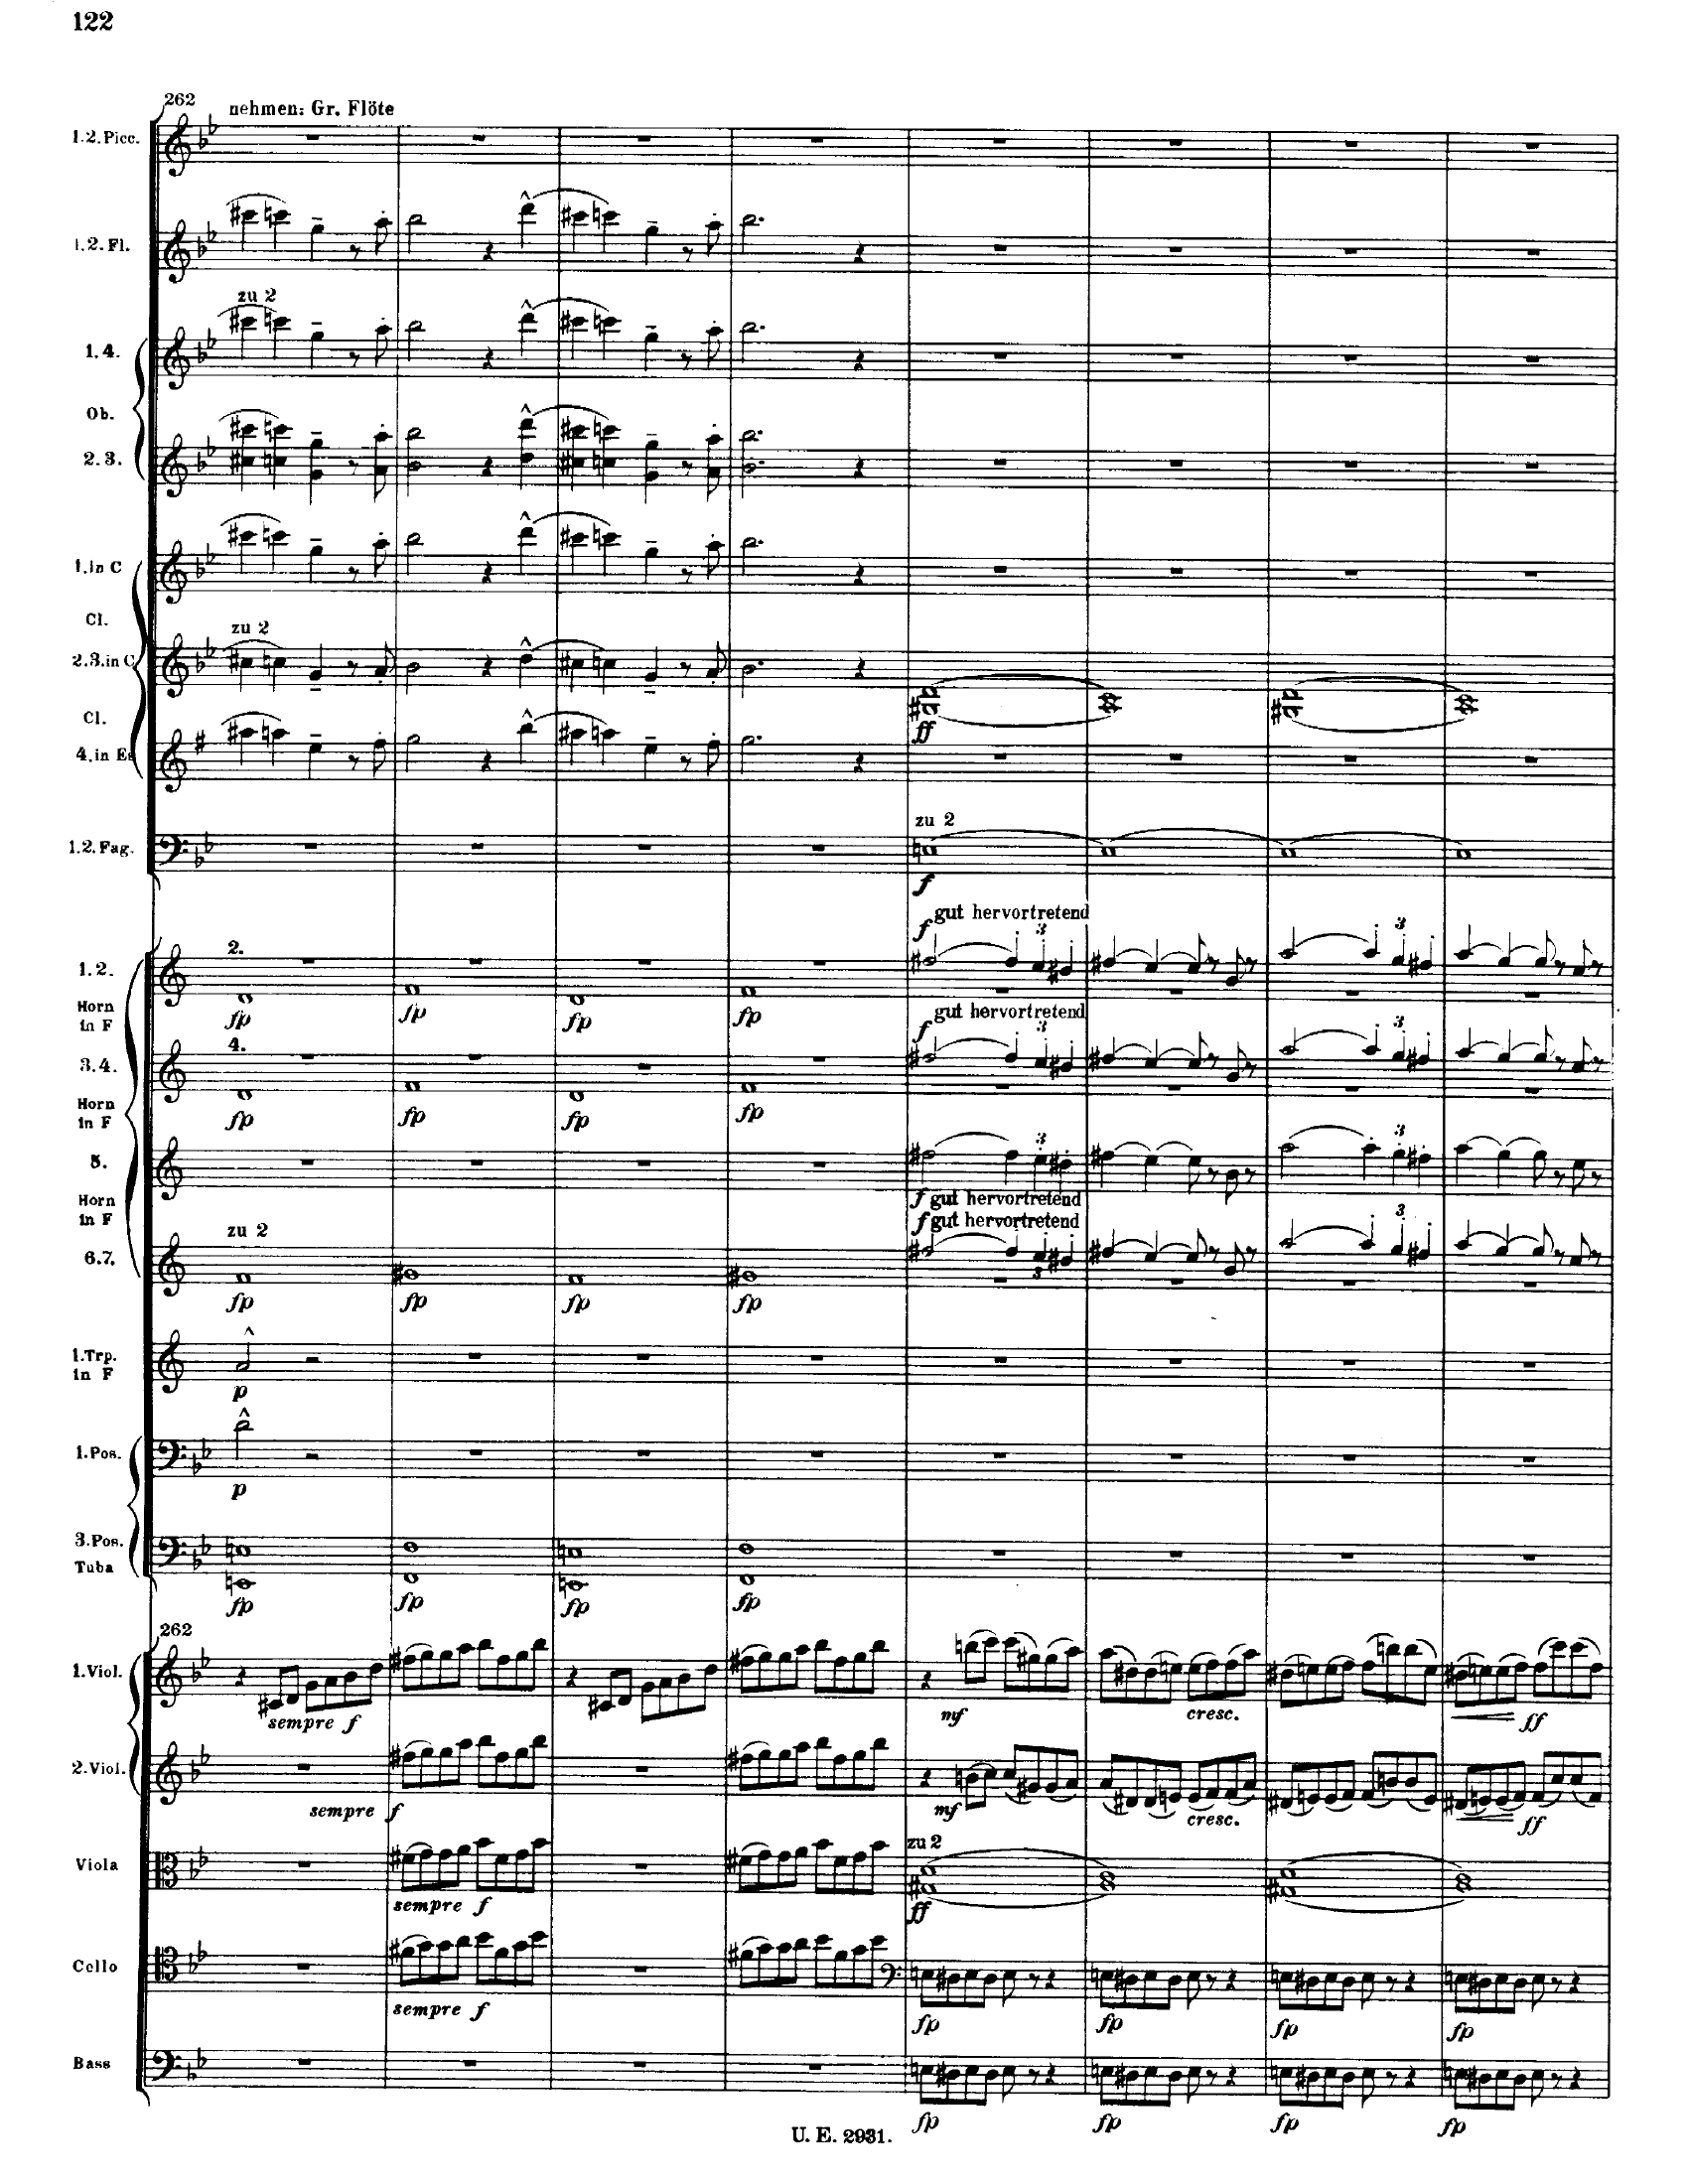 122
262
nehmen: Gr. Flöte
1.2. Picc.
1.2. Fl.
zu 2
1.4.
Ob.
2.3.
1. in C
Cl.
zu 2
2.3. in C
ff
Cl.
4. in Es
zu 2
1.2. Fag.
f
gut hervortretend
f
3 3
2.
1.2.
fp fp fp fp
Horn
in F
gut hervortretend
f
3 3
4.
3.4.
fp fp fp fp
Horn
in F
3 3
5.
f gut hervortretend
Horn
in F
f gut hervortretend
zu 2
3
6.7.
3
fp fp fp fp
1. Trp.
in F
p
1. Pos.
p
3. Pos.
Tuba
fp fp fp fp
262
1. Viol.
sempre f mf cresc. ff
2. Viol.
sempre f mf cresc. ff
zu 2
Viola
sempre f ff
Cello
sempre f fp fp fp fp
Bass
fp fp fp fp
U. E. 2931.